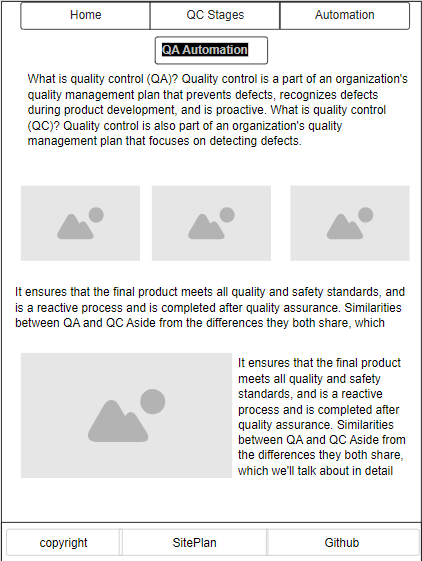 Home QC Stages Automation
QA Automation
What is quality control (QA)? Quality control is a part of an organization's
quality management plan that prevents defects, recognizes defects
during product development, and is proactive. What is quality control
(QC)? Quality control is also part of an organization's quality
management plan that focuses on detecting defects.
It ensures that the final product meets all quality and safety standards, and
is a reactive process and is completed after quality assurance. Similarities
between QA and QC Aside from the differences they both share, which
It ensures that the final product
meets all quality and safety
standards, and is a reactive
process and is completed after
quality assurance. Similarities
between QA and QC Aside from
the differences they both share,
which we'll talk about in detail
copyright SitePlan Github